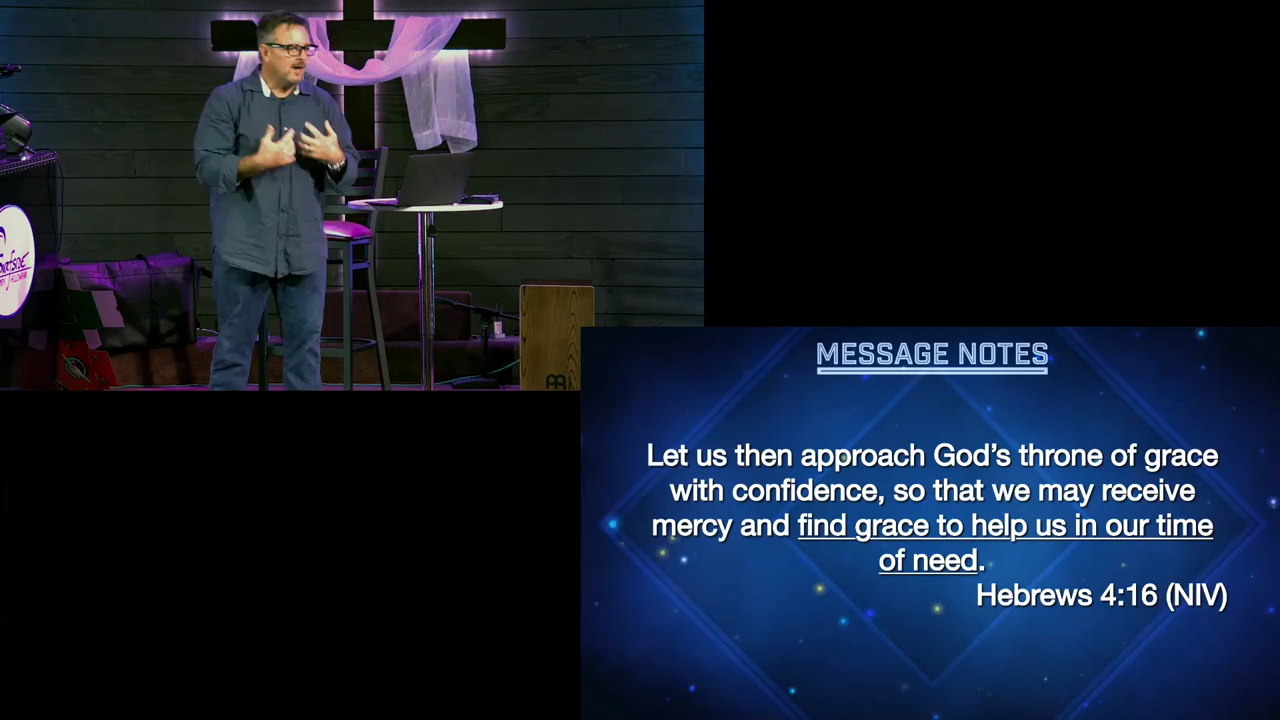 MESSAGE NOTES
Let us then approach God’s throne of grace
with confidence, so that we may receive
mercy and find grace to help us in our time
of need.
Hebrews 4:16 (NIV)